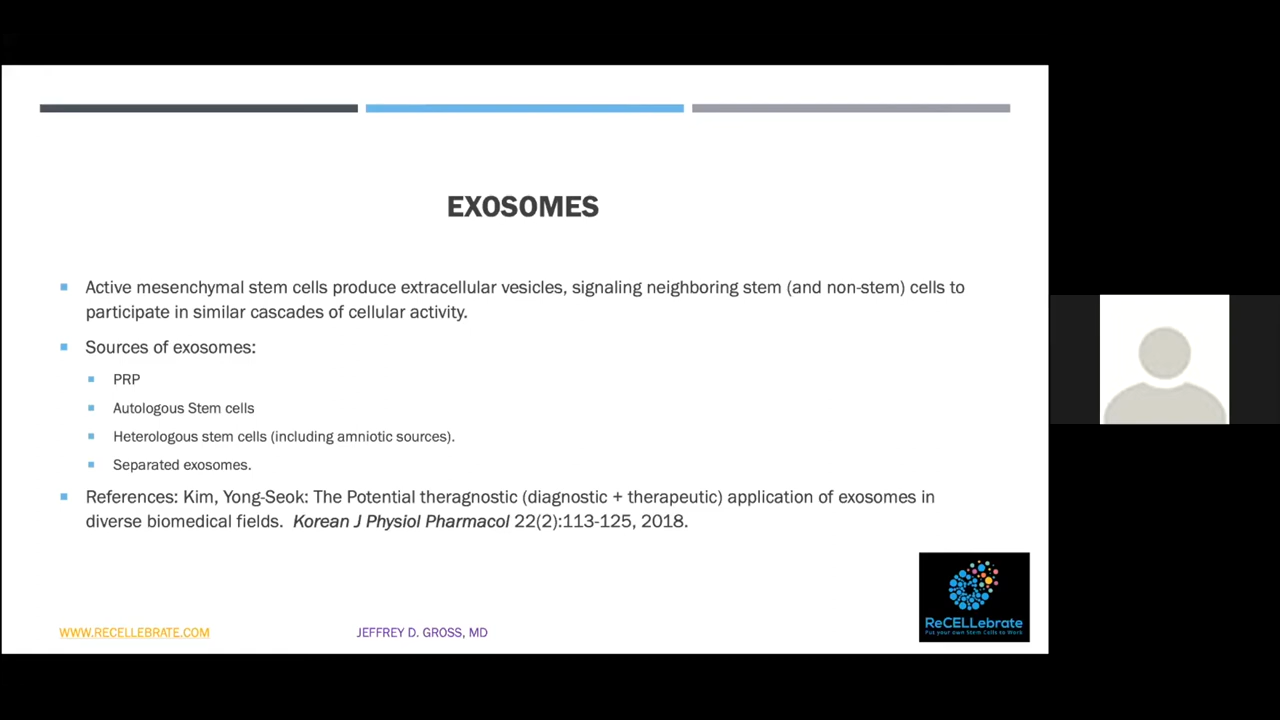 EXOSOMES
Active mesenchymal stem cells produce extracellular vesicles, signaling neighboring stem (and non-stem) cells to
participate in similar cascades of cellular activity.
Sources of exosomes:
PRP
Autologous Stem cells
Heterologous stem cells (including amniotic sources).
Separated exosomes.
References: Kim, Yong-Seok: The Potential theragnostic (diagnostic + therapeutic) application of exosomes in
diverse biomedical fields. Korean J Physiol Pharmacol 22(2):113-125, 2018.
ReCELLebrate
Put your own Stem Cells to Work
WWW.RECELLEBRATE.COM
JEFFREY D. GROSS, MD